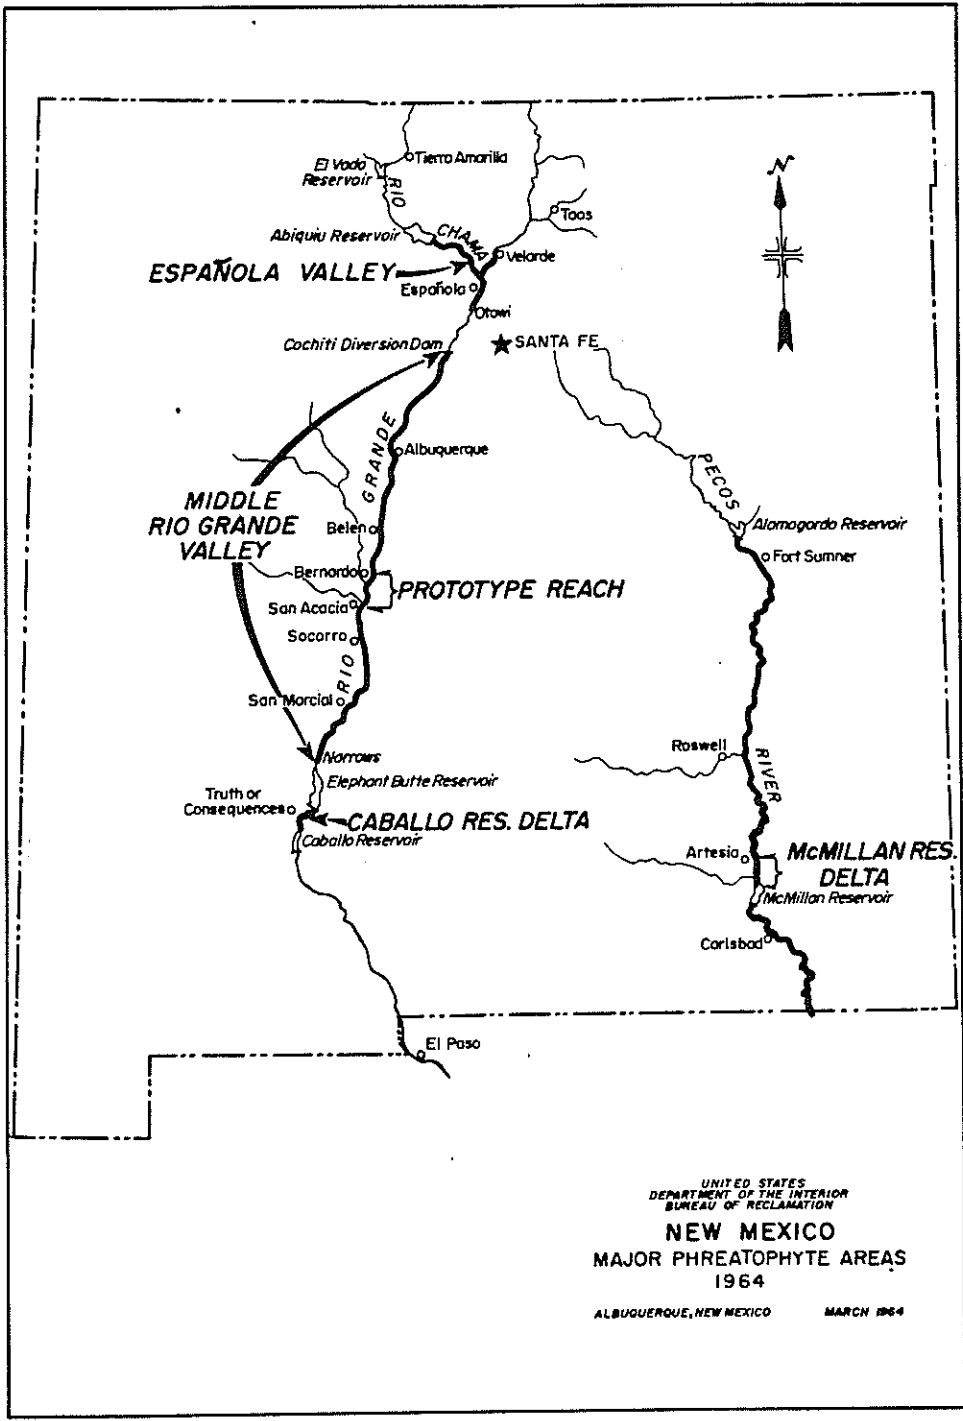 N
Tierra Amarilla
El Vado
Reservoir
RIO
CHAMA
Taos
Abiquiu Reservoir
Velarde
ESPAÑOLA VALLEY
Española
Otowi
Cochiti Diversion Dam
SANTA FE
GRANDE
Albuquerque
PECOS
MIDDLE
RIO GRANDE
VALLEY
Alamogordo Reservoir
Belen
Fort Sumner
Bernardo
PROTOTYPE REACH
San Acacia
Socorro
RIO
San Marcial
Roswell
Narrows
RIVER
Elephant Butte Reservoir
Truth or
Consequences
CABALLO RES. DELTA
Caballo Reservoir
Artesia
McMILLAN RES.
DELTA
McMillan Reservoir
Carlsbad
El Paso
UNITED STATES
DEPARTMENT OF THE INTERIOR
BUREAU OF RECLAMATION
NEW MEXICO
MAJOR PHREATOPHYTE AREAS
1964
ALBUQUERQUE, NEW MEXICO MARCH 1964